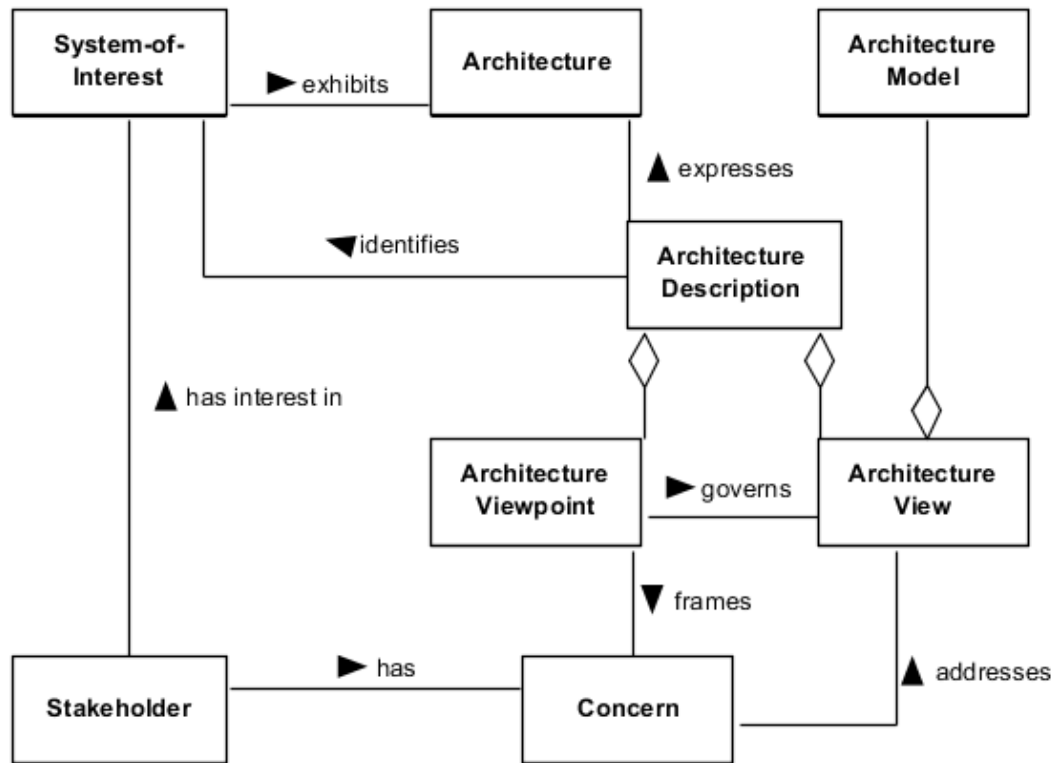 System-of-
Interest
exhibits
Architecture
Architecture
Model
expresses
identifies
Architecture
Description
has interest in
Architecture
Viewpoint
governs
Architecture
View
frames
Stakeholder
has
Concern
addresses